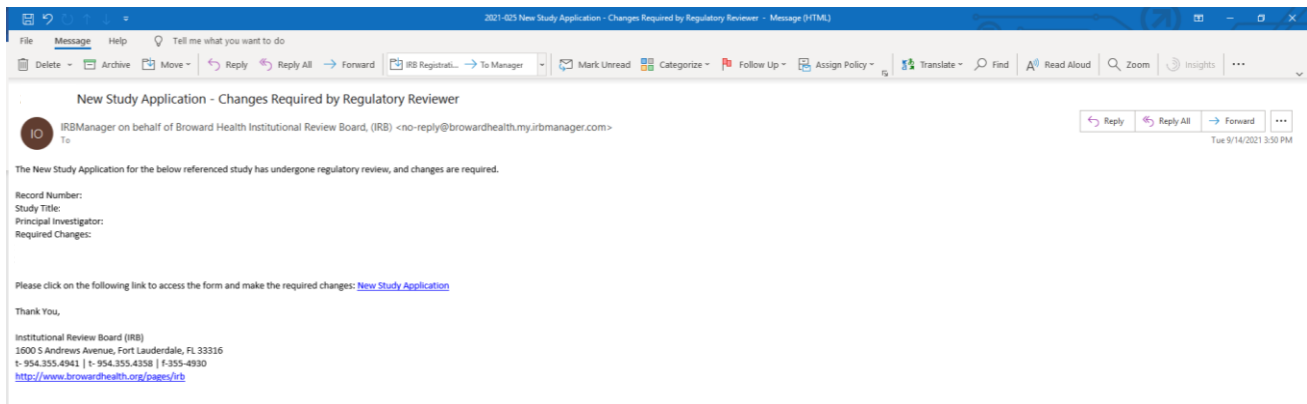 2021-025 New Study Application - Changes Required by Regulatory Reviewer - Message (HTML)
File Message Help Tell me what you want to do
Delete Archive Move Reply Reply All Forward IRB Registrati... To Manager Mark Unread Categorize Follow Up Assign Policy Translate Find Read Aloud Zoom Insights ...
New Study Application - Changes Required by Regulatory Reviewer
IO
IRBManager on behalf of Broward Health Institutional Review Board, (IRB) <no-reply@browardhealth.my.irbmanager.com>
To
Reply Reply All Forward ...
Tue 9/14/2021 3:50 PM
The New Study Application for the below referenced study has undergone regulatory review, and changes are required.
Record Number:
Study Title:
Principal Investigator:
Required Changes:
Please click on the following link to access the form and make the required changes: New Study Application
Thank You,
Institutional Review Board (IRB)
1600 S Andrews Avenue, Fort Lauderdale, FL 33316
t- 954.355.4941 | t- 954.355.4358 | f-355-4930
http://www.browardhealth.org/pages/irb